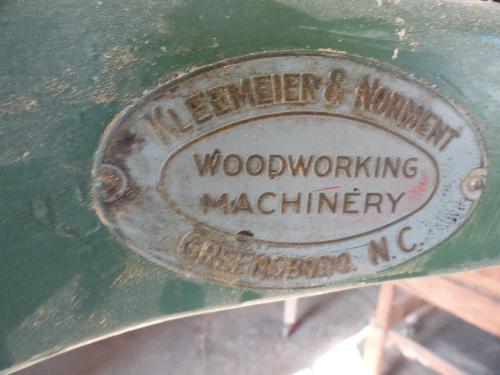 KLEEMEIER & NORMENT
WOODWORKING
MACHINERY
GREENSBORO, N.C.